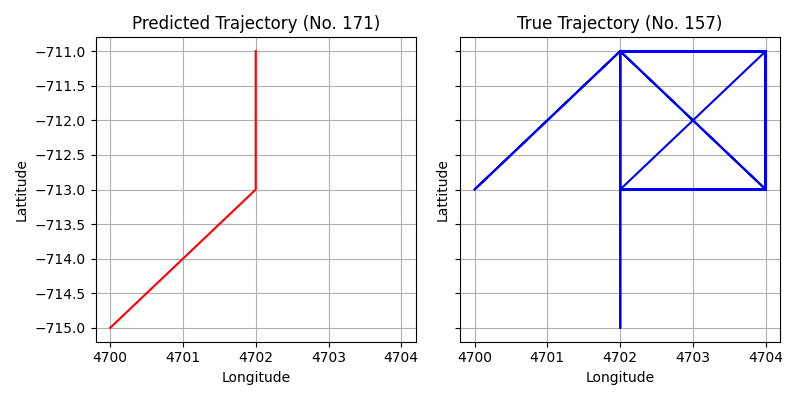 Predicted Trajectory (No. 171)
True Trajectory (No. 157)
Lattitude
−711.0
−711.5
−712.0
−712.5
−713.0
−713.5
−714.0
−714.5
−715.0
4700 4701 4702 4703 4704
Longitude
Lattitude
4700 4701 4702 4703 4704
Longitude